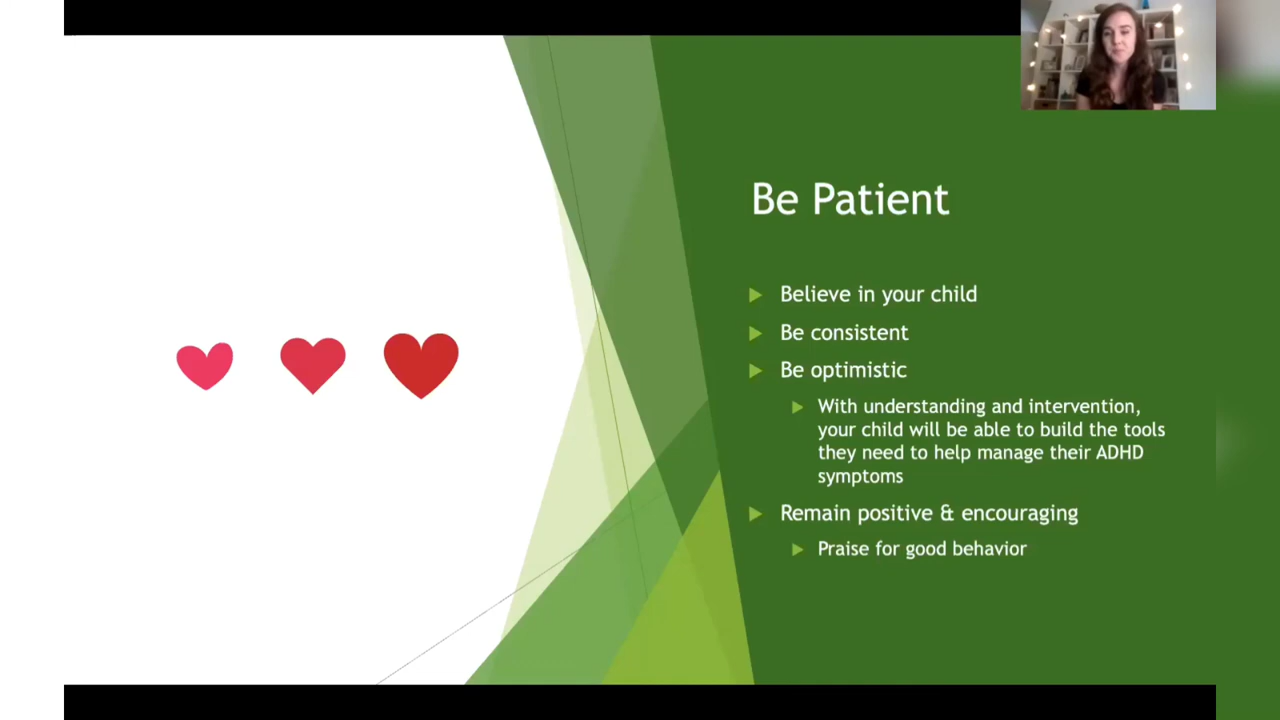 Be Patient
Believe in your child
Be consistent
Be optimistic
With understanding and intervention,
your child will be able to build the tools
they need to help manage their ADHD
symptoms
Remain positive & encouraging
Praise for good behavior